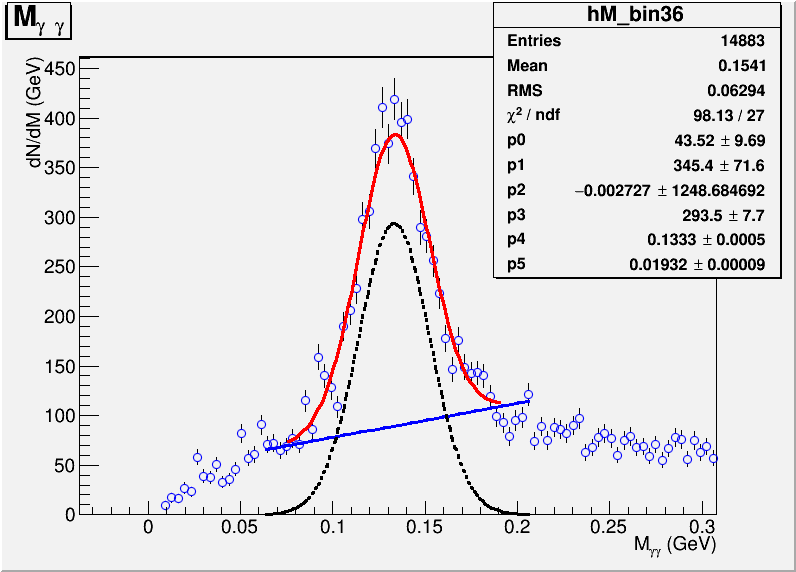 M_γ γ
hM_bin36
Entries 14883
Mean 0.1541
RMS 0.06294
χ² / ndf 98.13 / 27
p0 43.52 ± 9.69
p1 345.4 ± 71.6
p2 −0.002727 ± 1248.684692
p3 293.5 ± 7.7
p4 0.1333 ± 0.0005
p5 0.01932 ± 0.00009
dN/dM (GeV)
450
400
350
300
250
200
150
100
50
0
0 0.05 0.1 0.15 0.2 0.25 0.3
M_γγ (GeV)